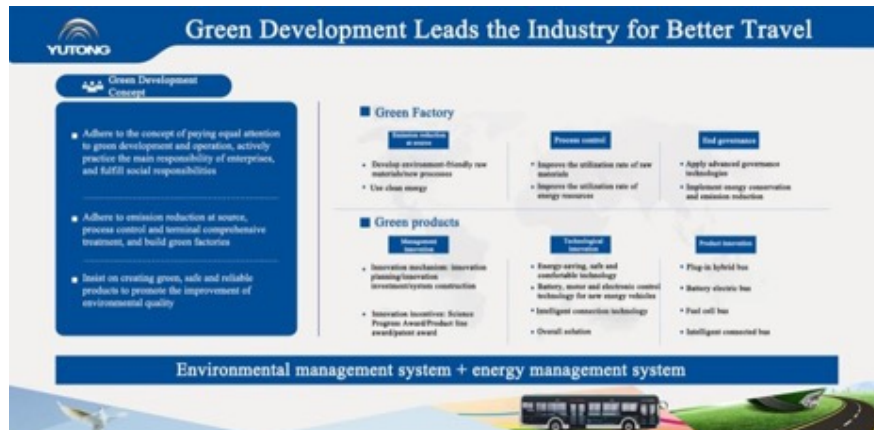 YUTONG
Green Development Leads the Industry for Better Travel
Green Development
Concept
Adhere to the concept of paying equal attention
to green development and operation, actively
practice the main responsibility of enterprises,
and fulfill social responsibilities
Adhere to emission reduction at source,
process control and terminal comprehensive
treatment, and build green factories
Insist on creating green, safe and reliable
products to promote the improvement of
environmental quality
Green Factory
Emission reduction
at source
Develop environment-friendly raw
materials/new processes
Use clean energy
Process control
Improve the utilization rate of raw
materials
Improve the utilization rate of
energy resources
End governance
Apply advanced governance
technologies
Implement energy conservation
and emission reduction
Green products
Management
innovation
Innovation mechanism: innovation
planning/innovation
investment/system construction
Innovation incentives: Science
Program Award/Product line
award/patent award
Technological
innovation
Energy-saving, safe and
comfortable technology
Battery, motor and electronic control
technology for new energy vehicles
Intelligent connection technology
Overall solution
Product innovation
Plug-in hybrid bus
Battery electric bus
Fuel cell bus
Intelligent connected bus
Environmental management system + energy management system